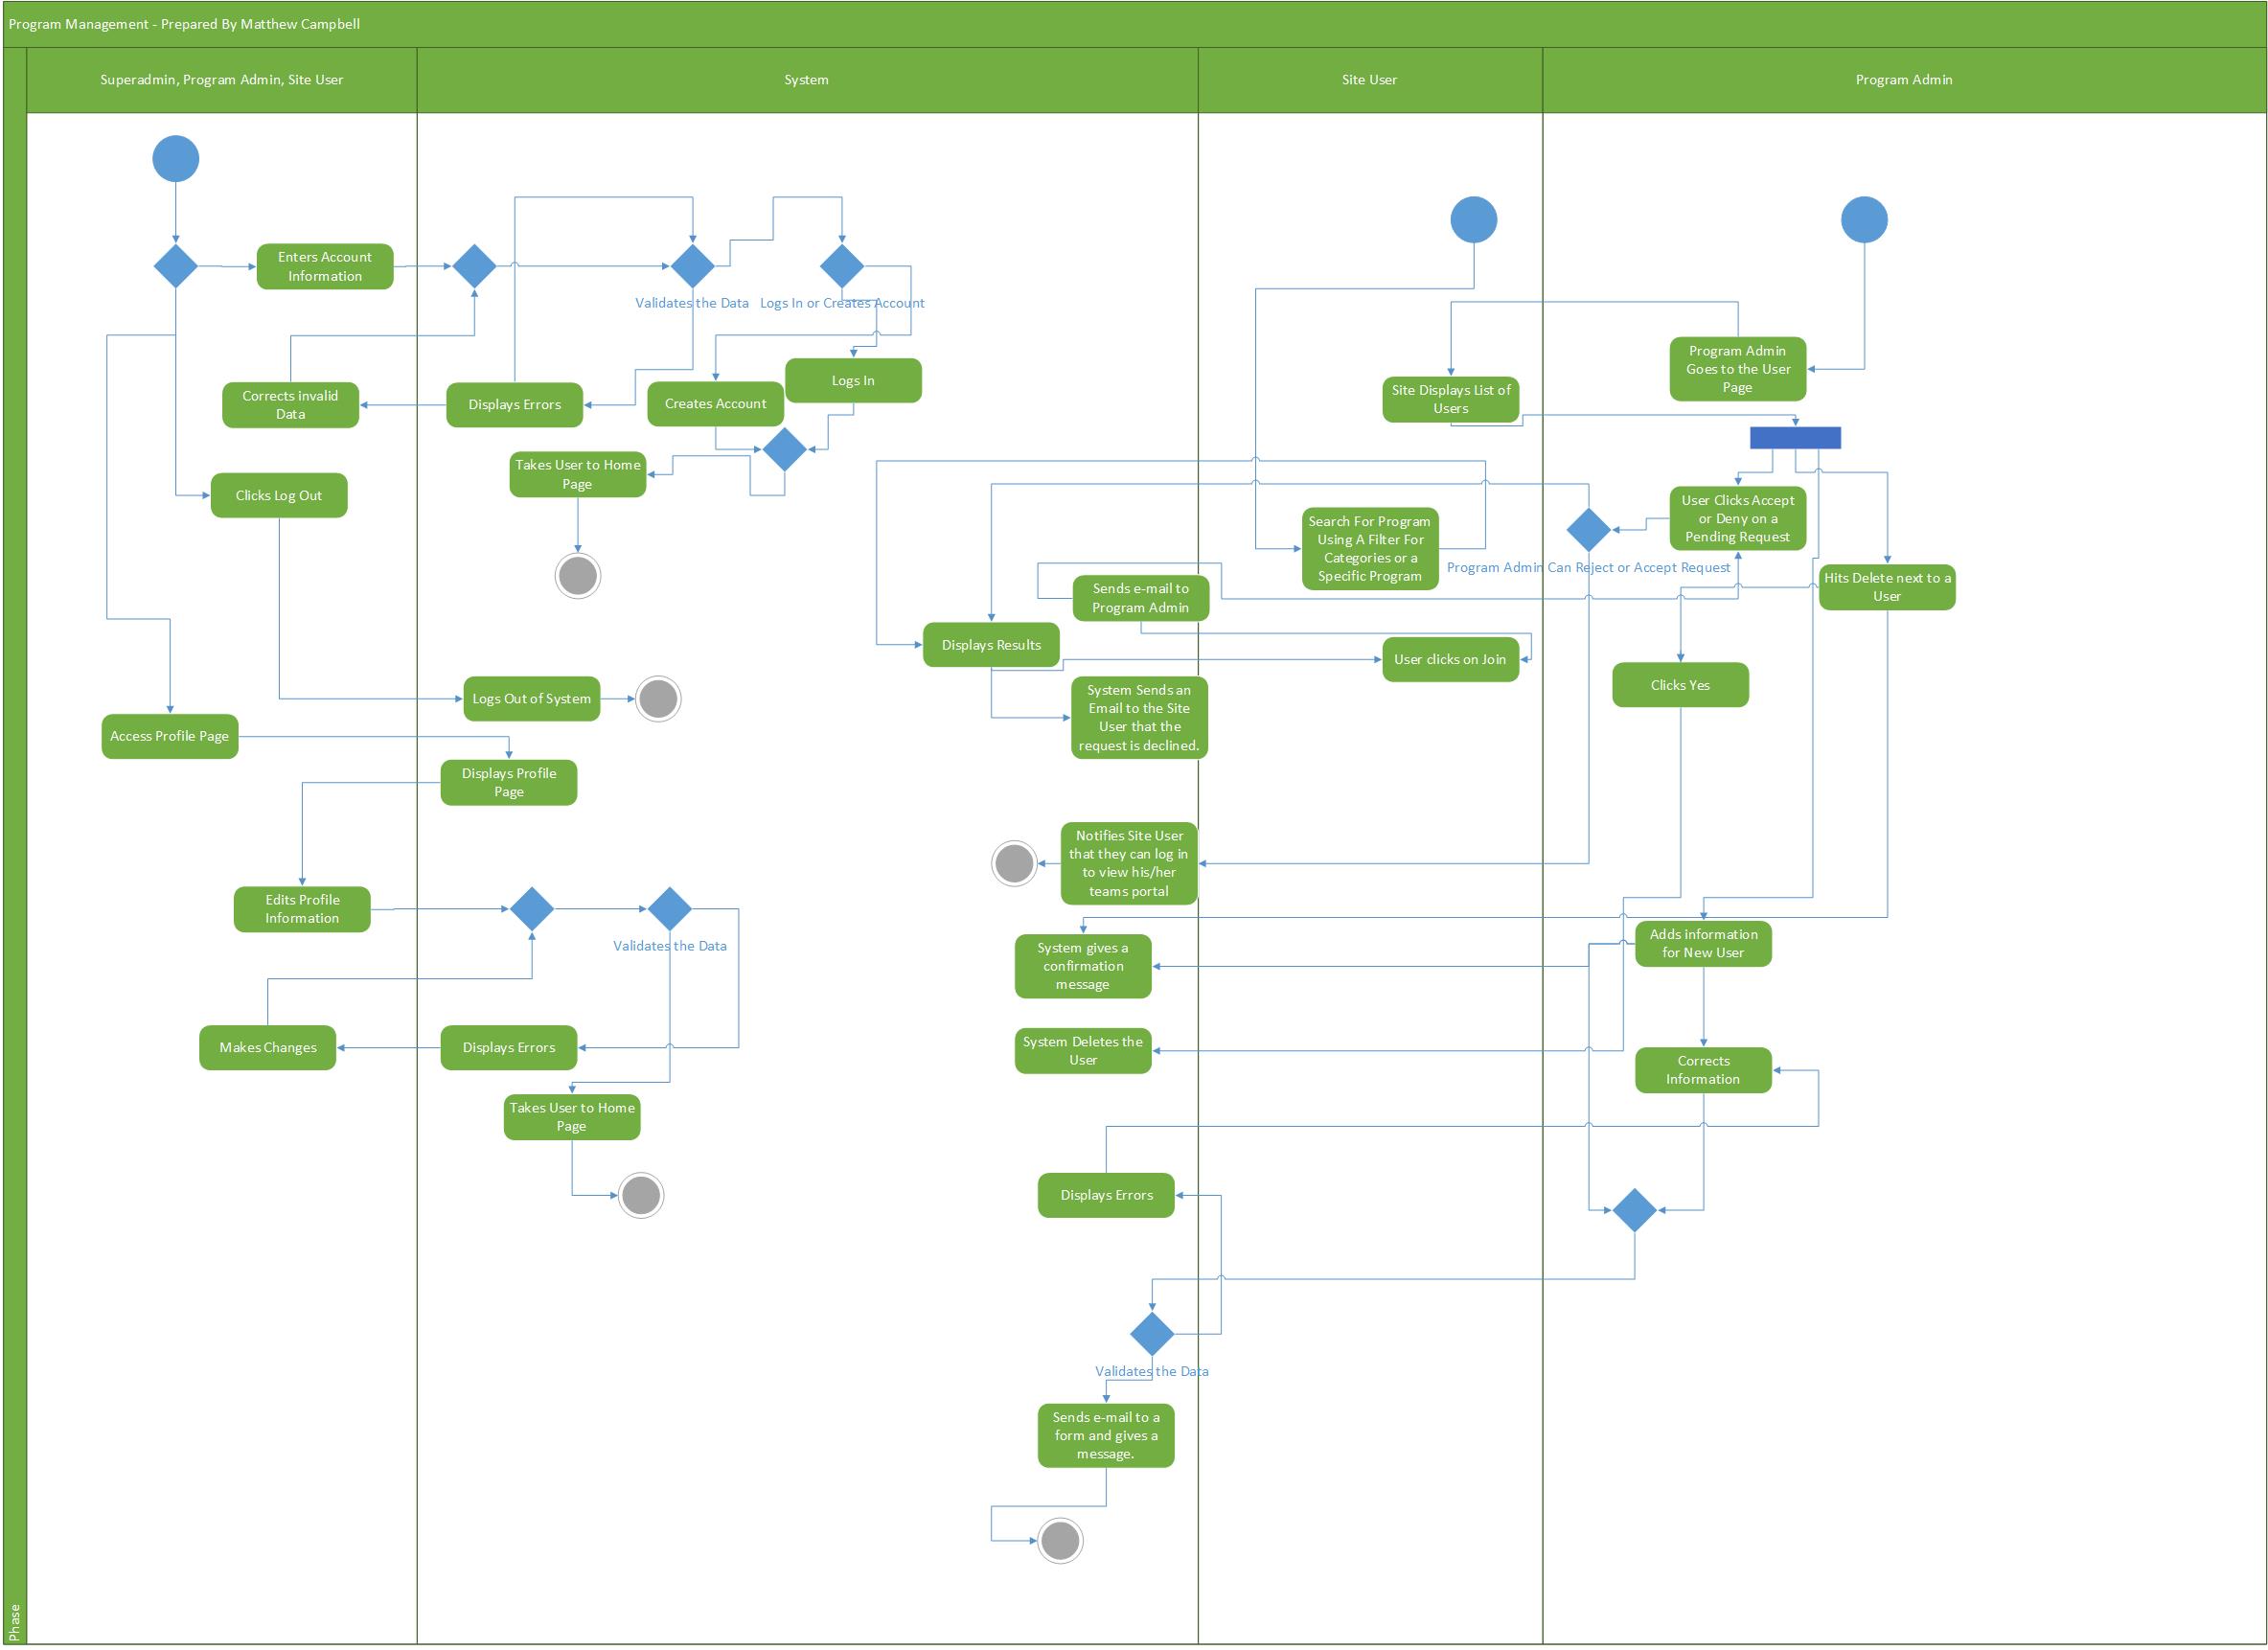 Program Management - Prepared By Matthew Campbell
Superadmin, Program Admin, Site User
System
Site User
Program Admin
Enters Account
Information
Validates the Data
Logs In or Creates Account
Corrects invalid
Data
Displays Errors
Creates Account
Logs In
Takes User to Home
Page
Clicks Log Out
Program Admin
Goes to the User
Page
Site Displays List of
Users
User Clicks Accept
or Deny on a
Pending Request
Search For Program
Using A Filter For
Categories or a
Specific Program
Program Admin Can Reject or Accept Request
Hits Delete next to a
User
Sends e-mail to
Program Admin
Displays Results
User clicks on Join
Clicks Yes
System Sends an
Email to the Site
User that the
request is declined.
Logs Out of System
Access Profile Page
Displays Profile
Page
Notifies Site User
that they can log in
to view his/her
teams portal
Edits Profile
Information
Validates the Data
System gives a
confirmation
message
Adds information
for New User
Makes Changes
Displays Errors
System Deletes the
User
Corrects
Information
Takes User to Home
Page
Displays Errors
Validates the Data
Sends e-mail to a
form and gives a
message.
Phase